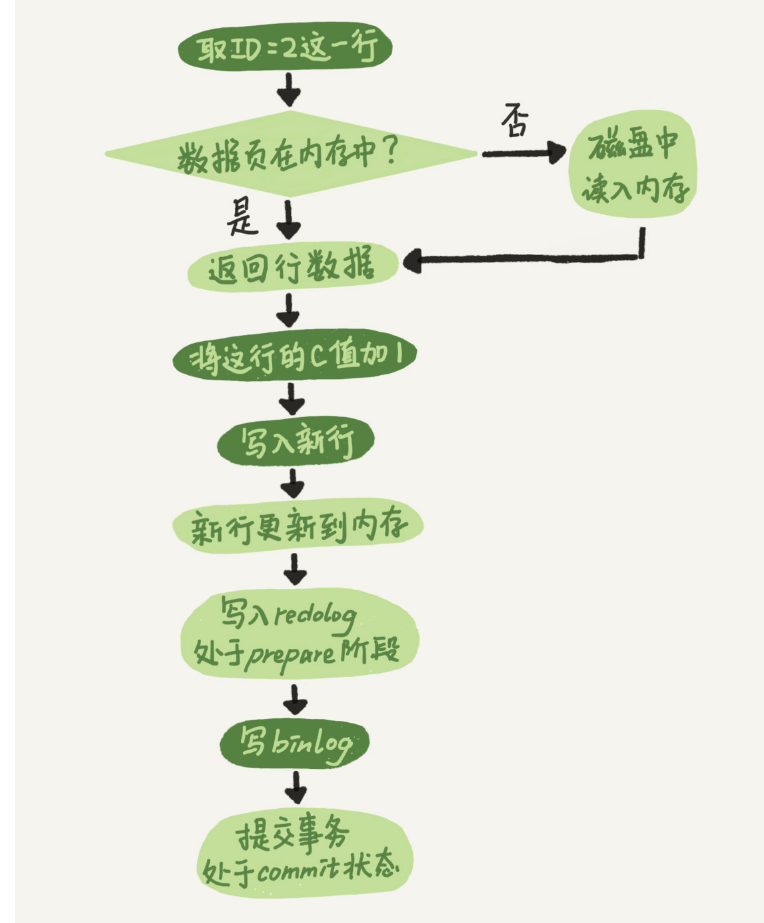 取ID=2这一行
数据页在内存中?
否
磁盘中
读入内存
是
返回行数据
将这行的C值加1
写入新行
新行更新到内存
写入redolog
处于prepare阶段
写binlog
提交事务
处于commit状态